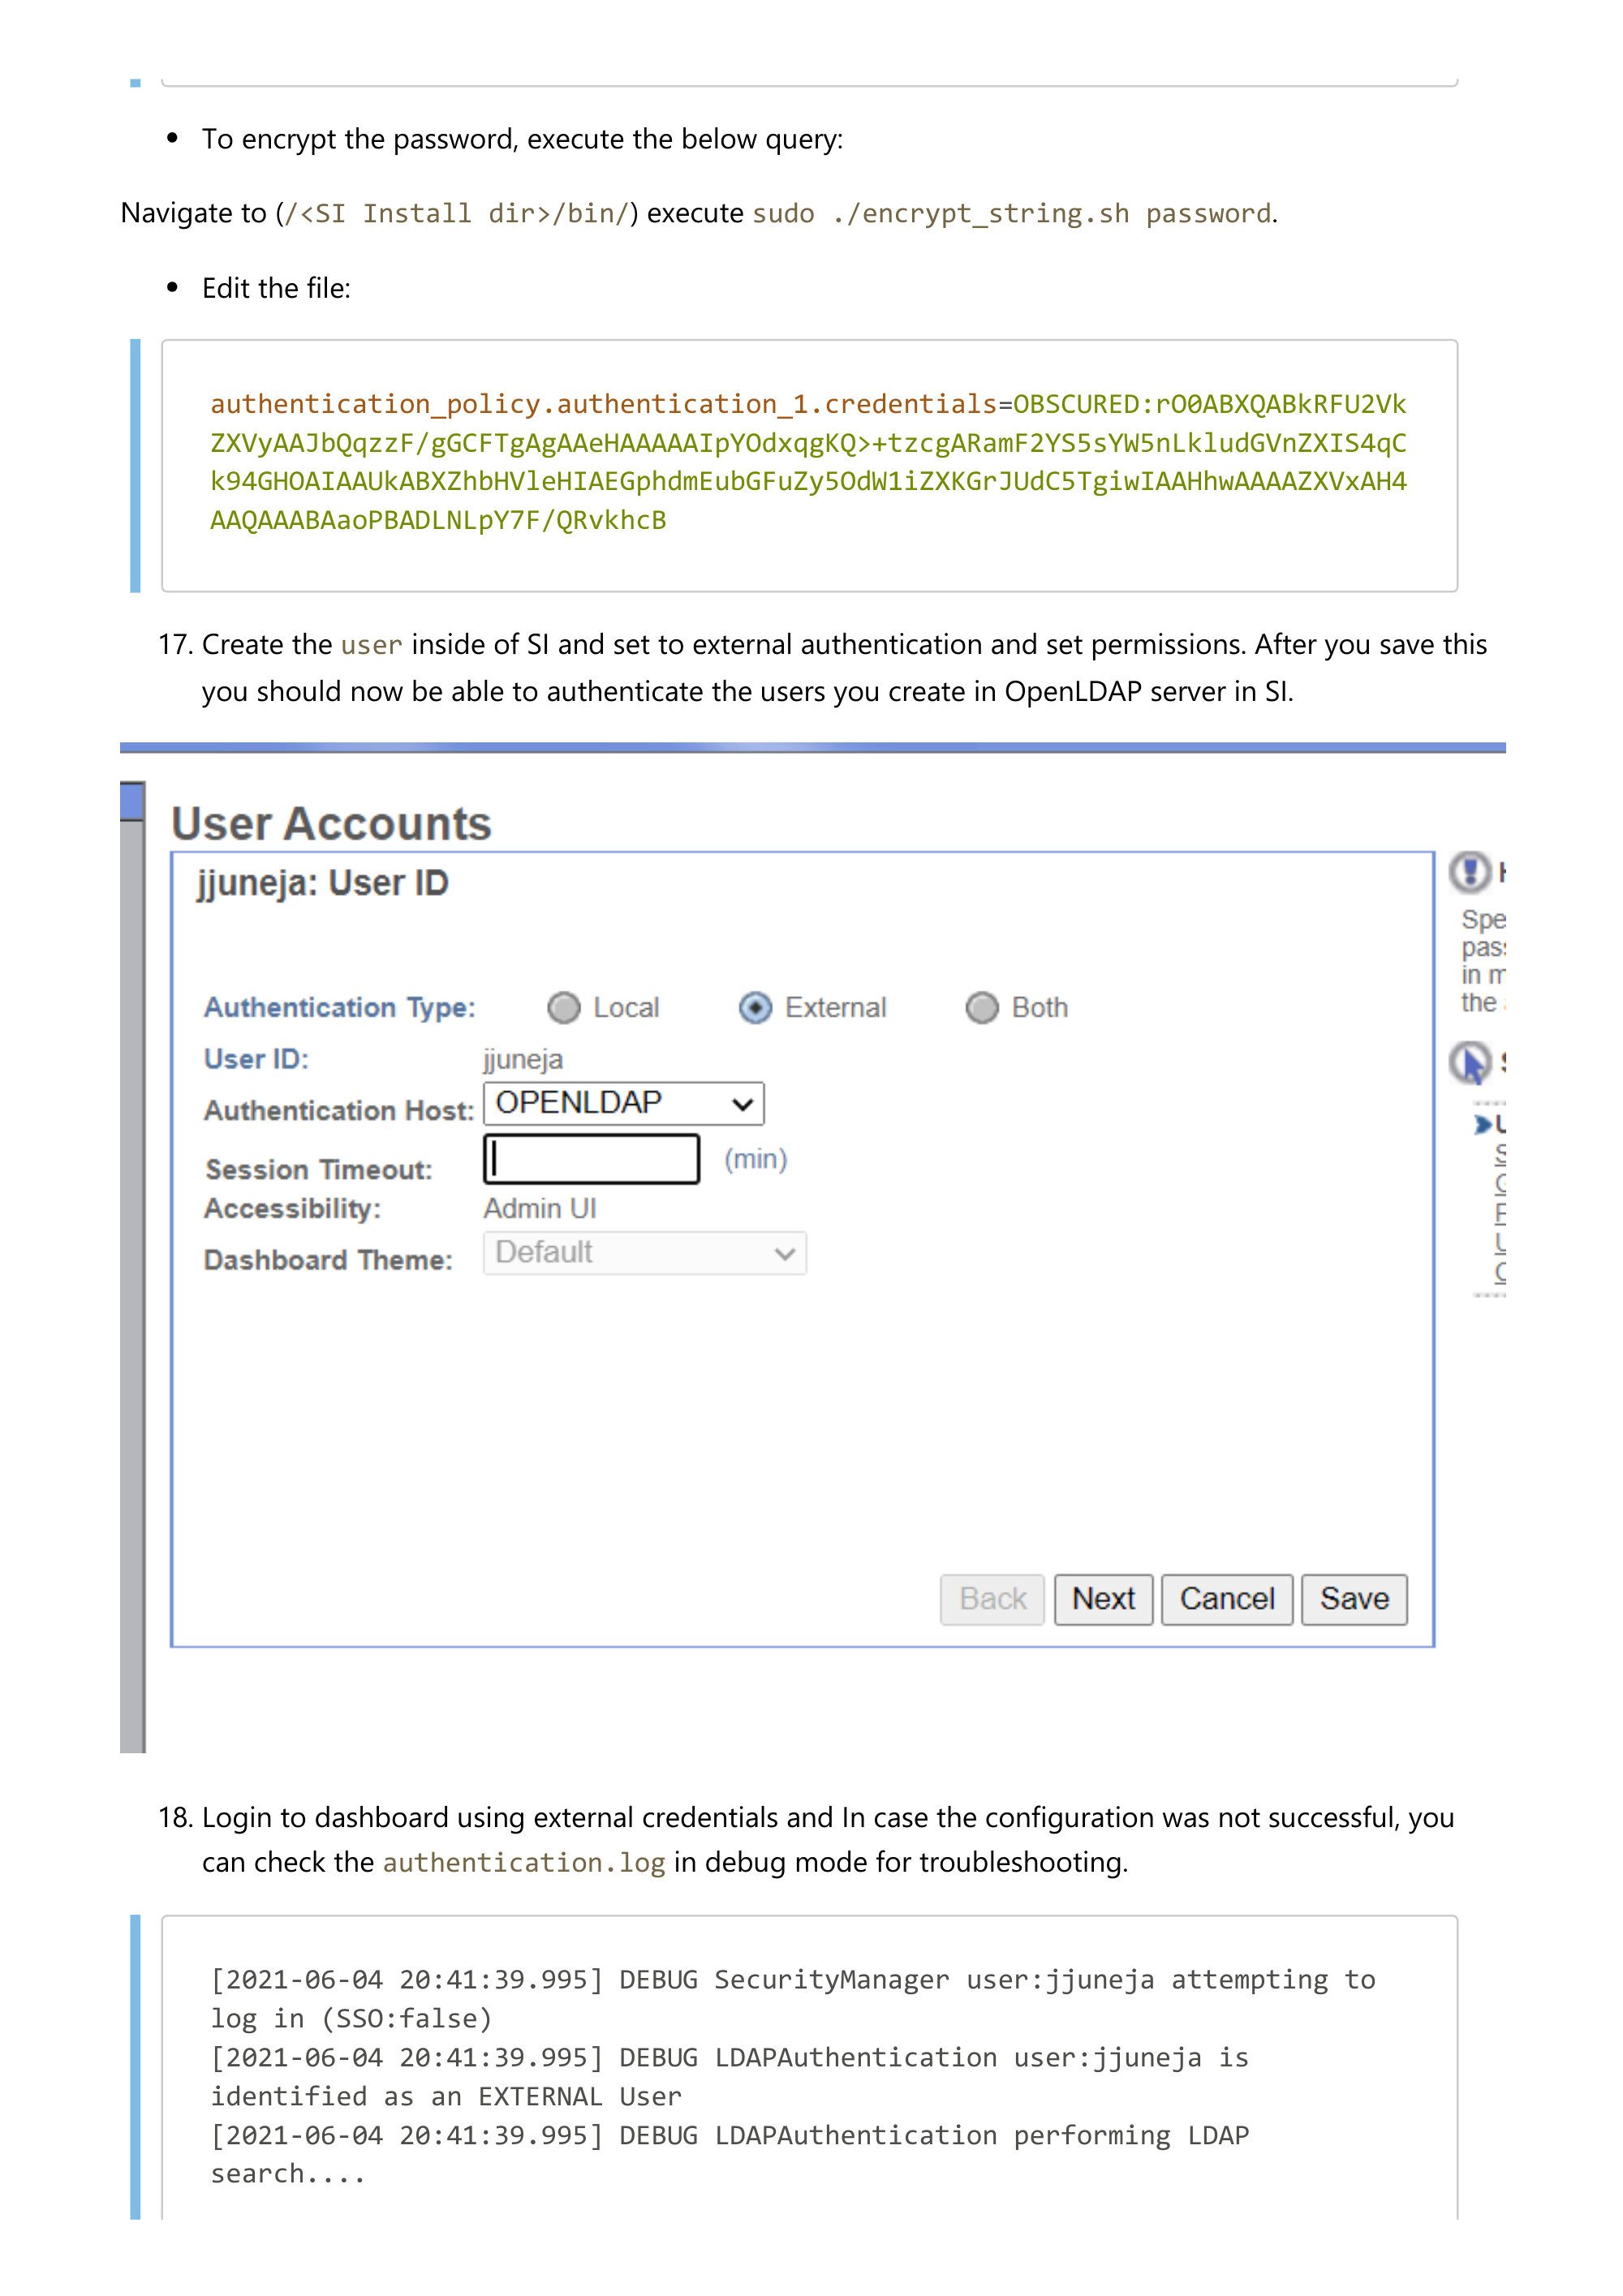 To encrypt the password, execute the below query:
Navigate to (/<SI Install dir>/bin/) execute sudo ./encrypt_string.sh password.
Edit the file:
authentication_policy.authentication_1.credentials=OBSCURED:rO0ABXQABkRFU2Vk
ZXVyAAJbQqzzF/gGCFTgAgAAeHAAAAAIpYOdxqgKQ>+tzcgARamF2YS5sYW5nLkludGVnZXIS4qC
k94GHOAIAAUkABXZhbHVleHIAEGphdmEubGFuZy5OdW1iZXKGrJUdC5TgiwIAAHhwAAAAZXVxAH4
AAQAAABAaoPBADLNLpY7F/QRvkhcB
17. Create the user inside of SI and set to external authentication and set permissions. After you save this
you should now be able to authenticate the users you create in OpenLDAP server in SI.
User Accounts
jjuneja: User ID
Authentication Type: Local External Both
User ID: jjuneja
Authentication Host: OPENLDAP
Session Timeout: (min)
Accessibility: Admin UI
Dashboard Theme: Default
Back Next Cancel Save
Spe
pas
in m
the
18. Login to dashboard using external credentials and In case the configuration was not successful, you
can check the authentication.log in debug mode for troubleshooting.
[2021-06-04 20:41:39.995] DEBUG SecurityManager user:jjuneja attempting to
log in (SSO:false)
[2021-06-04 20:41:39.995] DEBUG LDAPAuthentication user:jjuneja is
identified as an EXTERNAL User
[2021-06-04 20:41:39.995] DEBUG LDAPAuthentication performing LDAP
search....